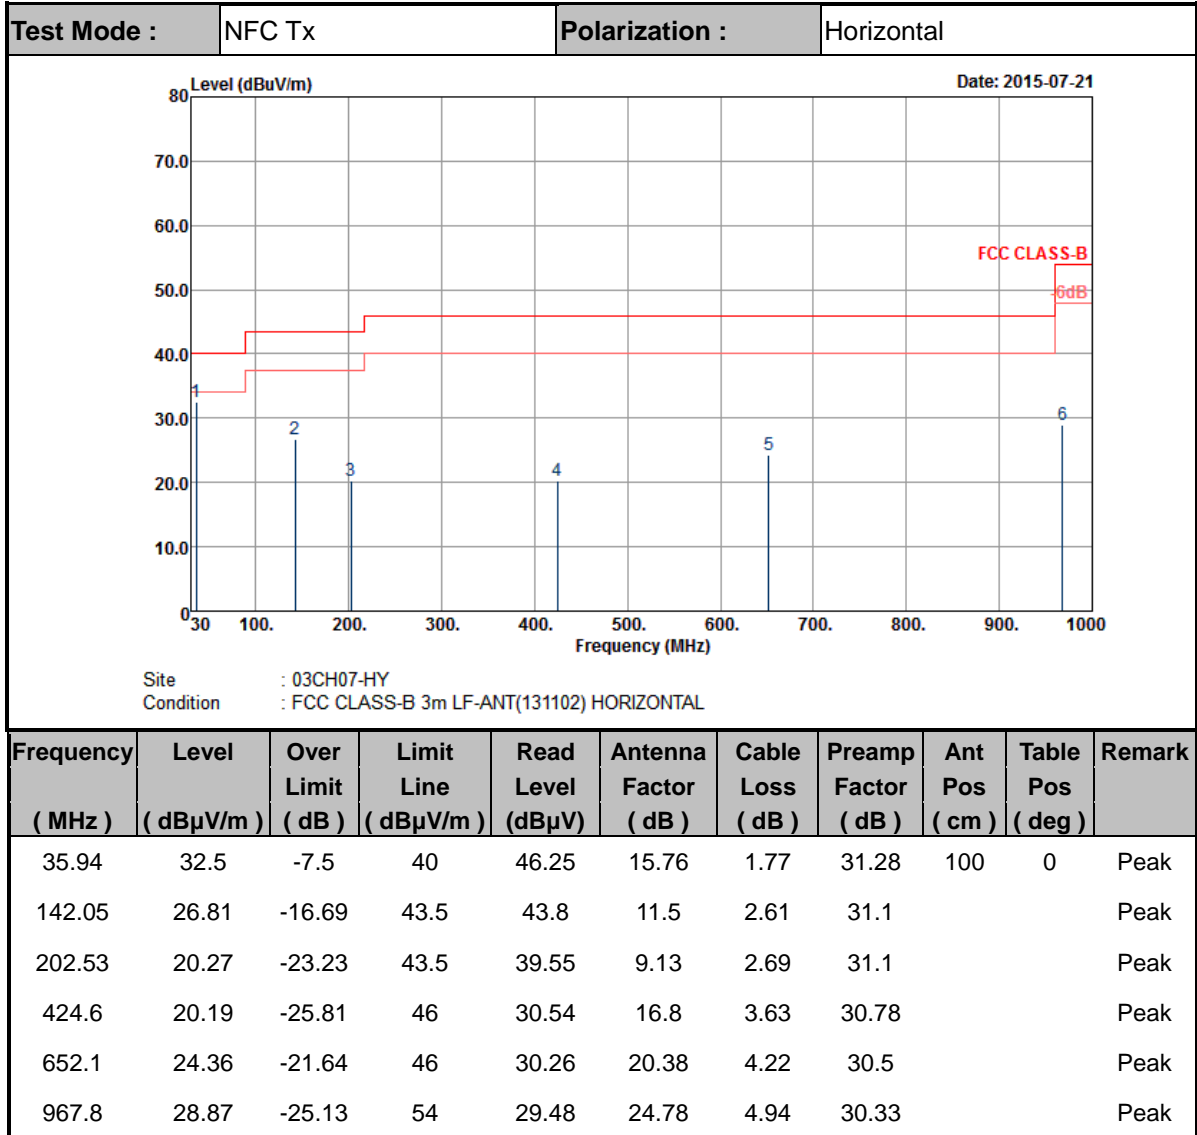 Test Mode : NFC Tx Polarization : Horizontal
Level (dBuV/m) Date: 2015-07-21
80
70.0
60.0
FCC CLASS-B
50.0
-6dB
40.0
1
30.0
6
2
5
3
4
20.0
10.0
0
30 100. 200. 300. 400. 500. 600. 700. 800. 900. 1000
Frequency (MHz)
Site : 03CH07-HY
Condition : FCC CLASS-B 3m LF-ANT(131102) HORIZONTAL
Frequency Level Over Limit Read Antenna Cable Preamp Ant Table Remark
Limit Line Level Factor Loss Factor Pos Pos
( MHz ) ( dBµV/m ) ( dB ) ( dBµV/m ) (dBµV) ( dB ) ( dB ) ( dB ) ( cm ) ( deg )
35.94 32.5 -7.5 40 46.25 15.76 1.77 31.28 100 0 Peak
142.05 26.81 -16.69 43.5 43.8 11.5 2.61 31.1 Peak
202.53 20.27 -23.23 43.5 39.55 9.13 2.69 31.1 Peak
424.6 20.19 -25.81 46 30.54 16.8 3.63 30.78 Peak
652.1 24.36 -21.64 46 30.26 20.38 4.22 30.5 Peak
967.8 28.87 -25.13 54 29.48 24.78 4.94 30.33 Peak